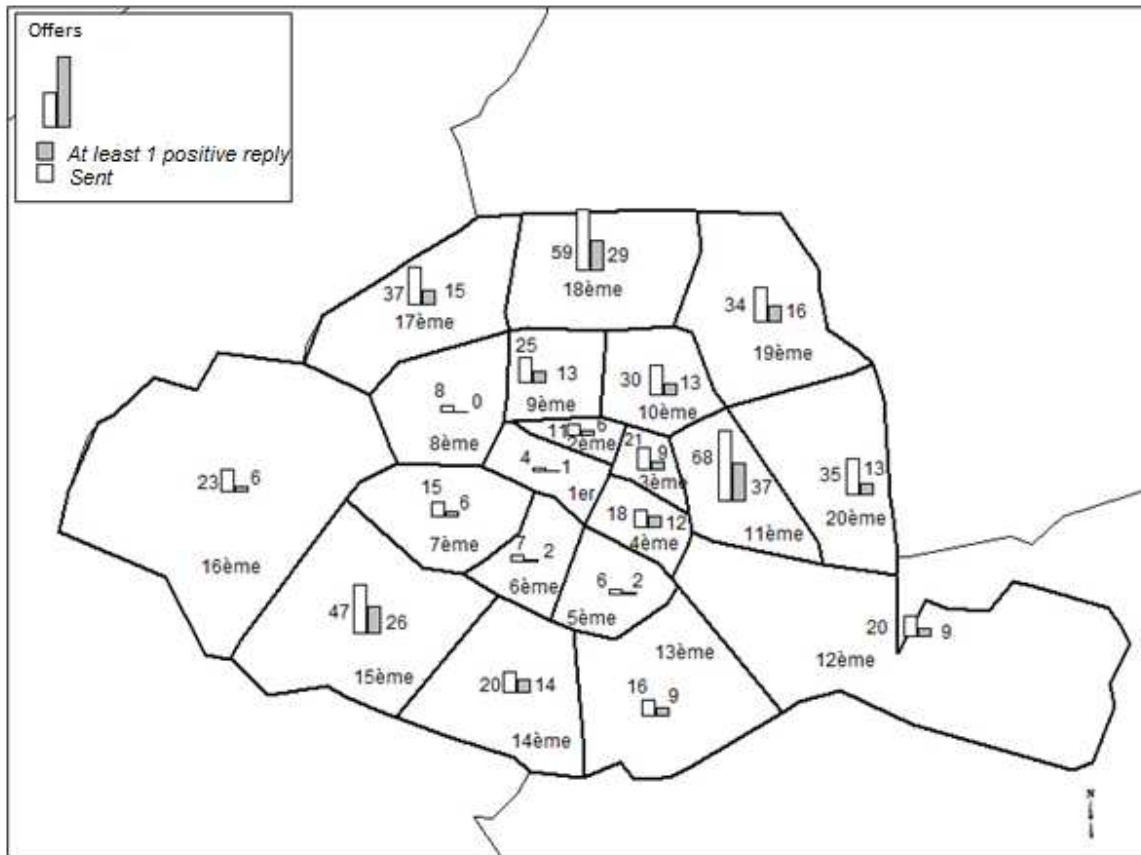 Offers
At least 1 positive reply
Sent
59 29
18ème
37 15
17ème
34 16
19ème
25
13
9ème
30 13
10ème
8
0
8ème
11 6
2ème
21
9
3ème
68
37
11ème
4
1
1er
35 13
20ème
23 6
16ème
15
6
7ème
18 12
4ème
7
2
6ème
6 2
5ème
47
26
15ème
20 9
12ème
13ème
16
9
20 14
14ème
N